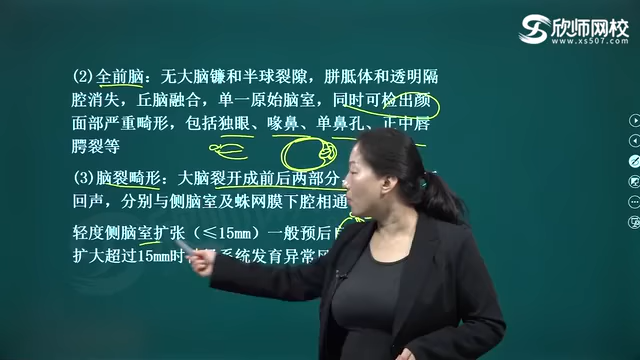 欣师网校
www.xs507.com
(2)全前脑：无大脑镰和半球裂隙，胼胝体和透明隔
腔消失，丘脑融合，单一原始脑室，同时可检出颜
面部严重畸形，包括独眼、喙鼻、单鼻孔、正中唇
腭裂等
(3)脑裂畸形：大脑裂开成前后两部分
回声，分别与侧脑室及蛛网膜下腔相通
轻度侧脑室扩张（≤15mm）一般预后
扩大超过15mm时 系统发育异常